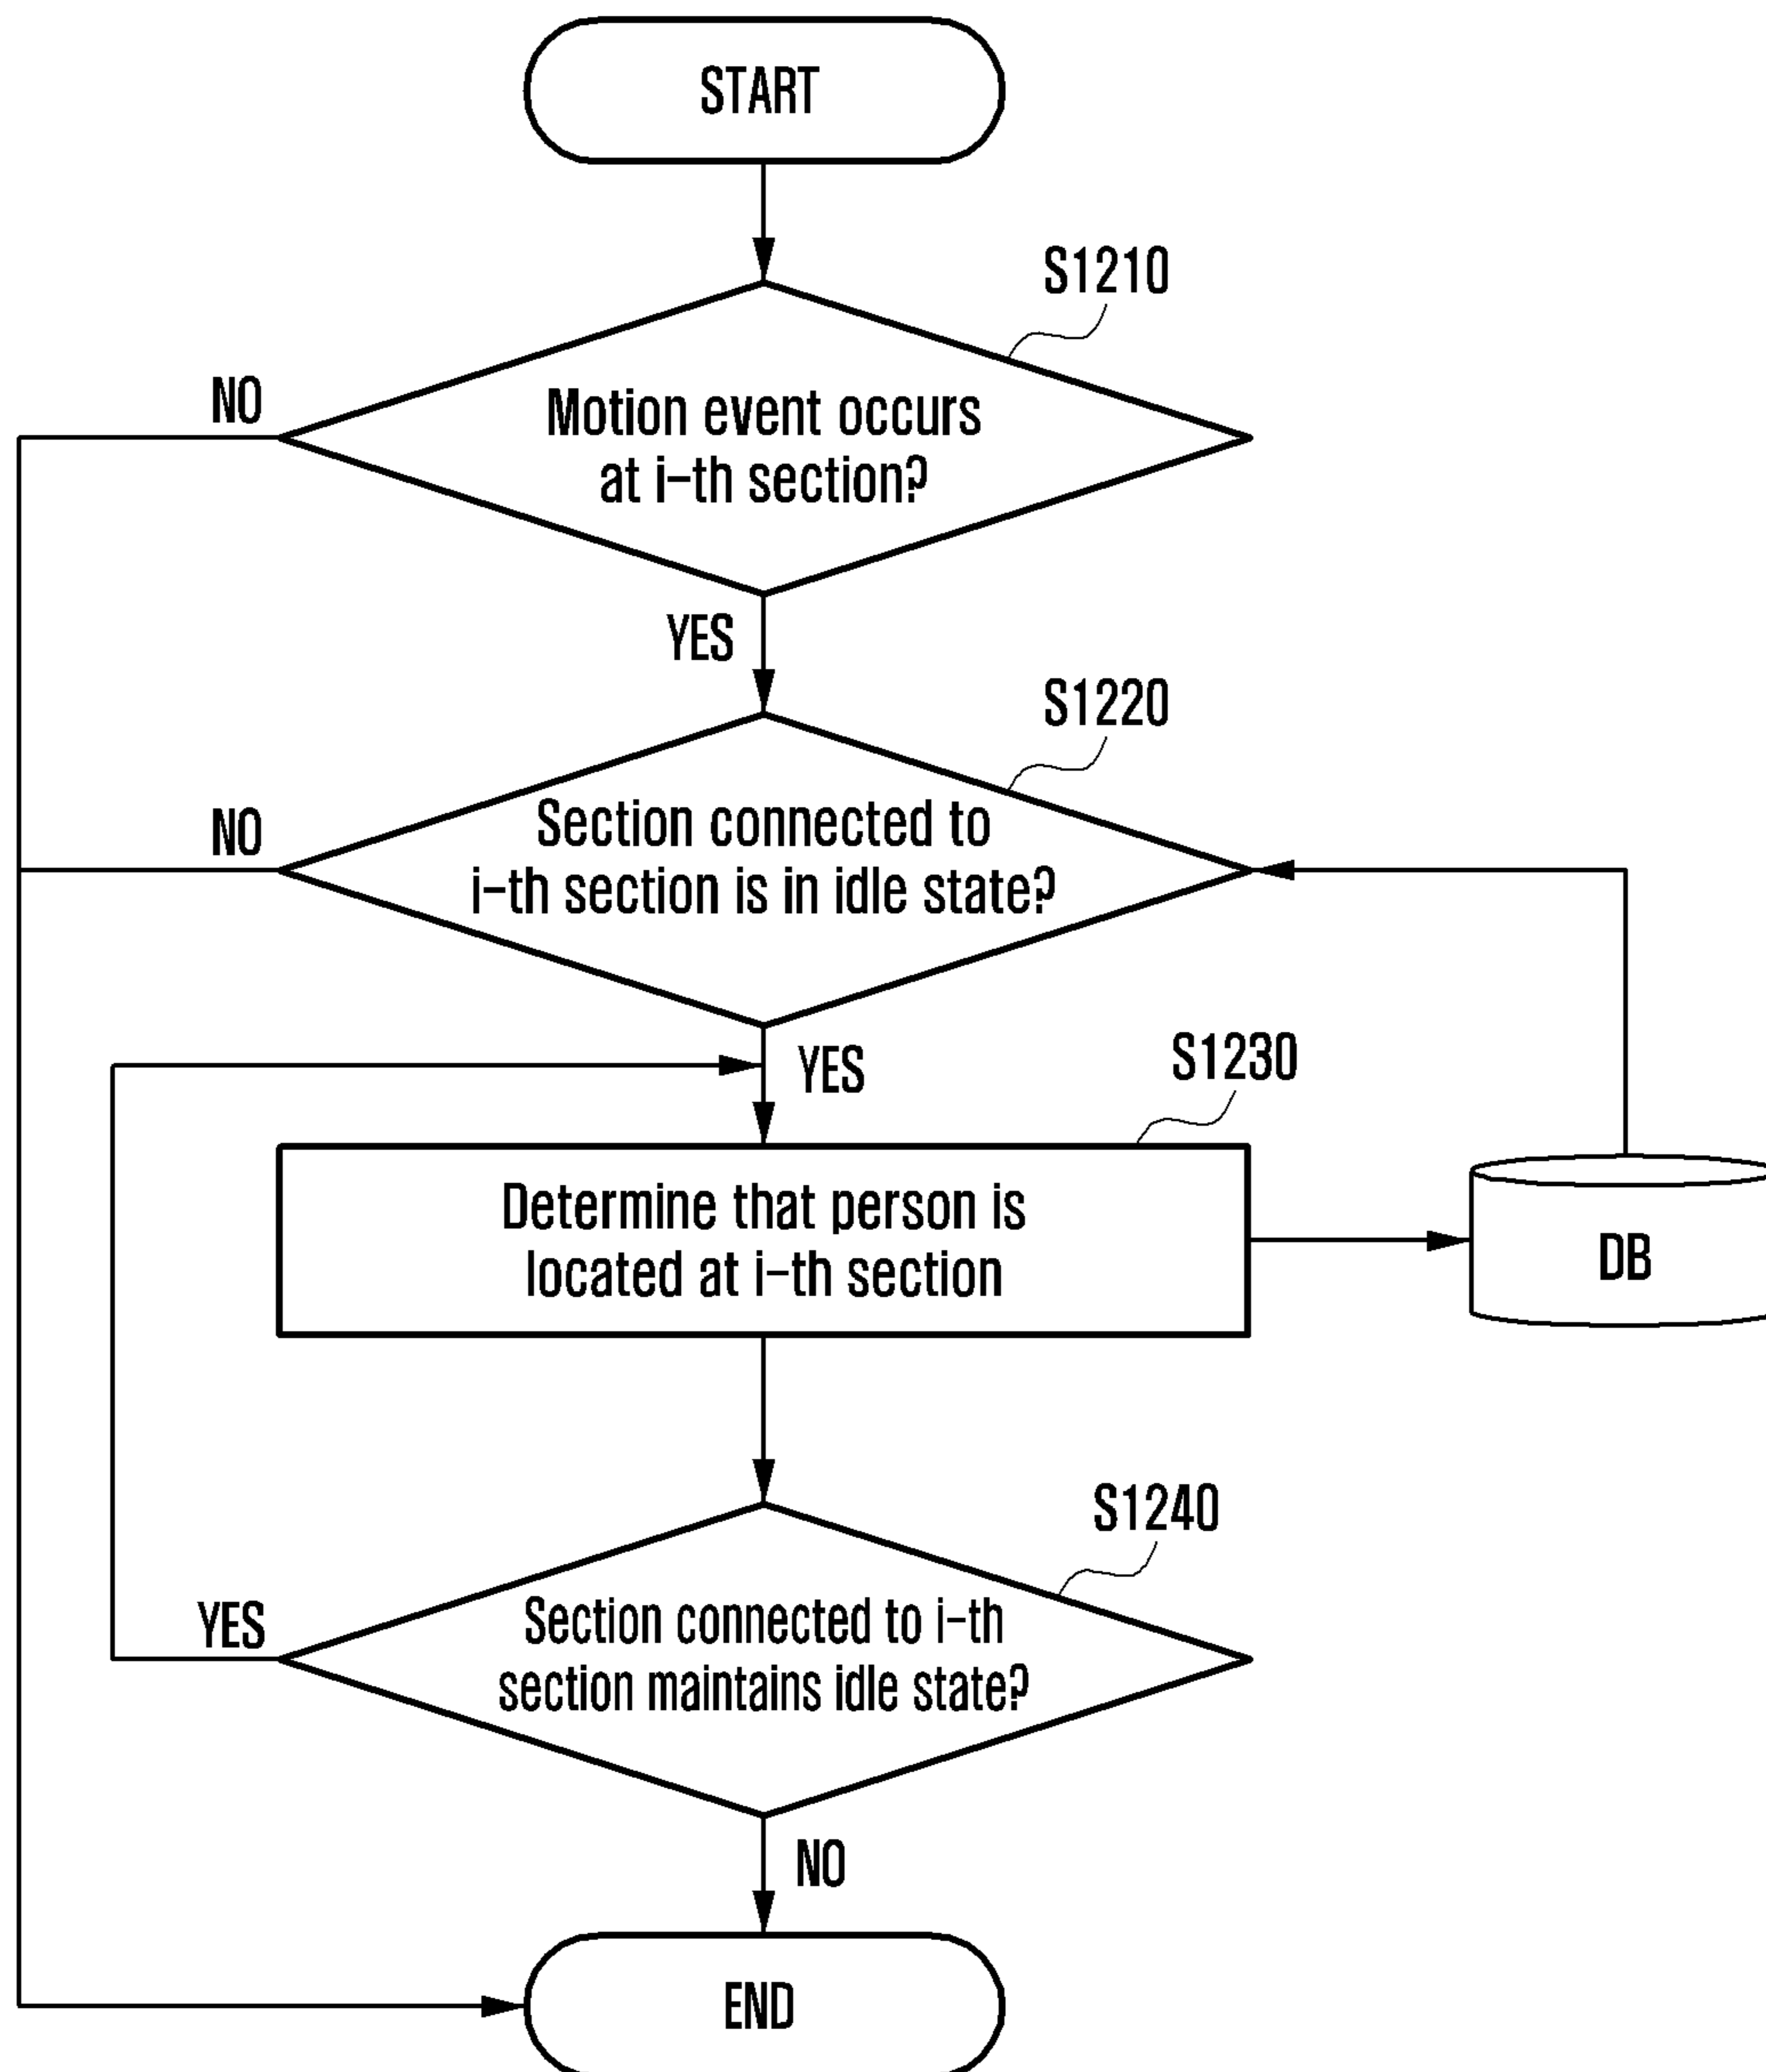 START
S1210
NO
Motion event occurs
at i-th section?
YES
S1220
NO
Section connected to
i-th section is in idle state?
YES
S1230
Determine that person is
located at i-th section
DB
S1240
YES
Section connected to i-th
section maintains idle state?
NO
END